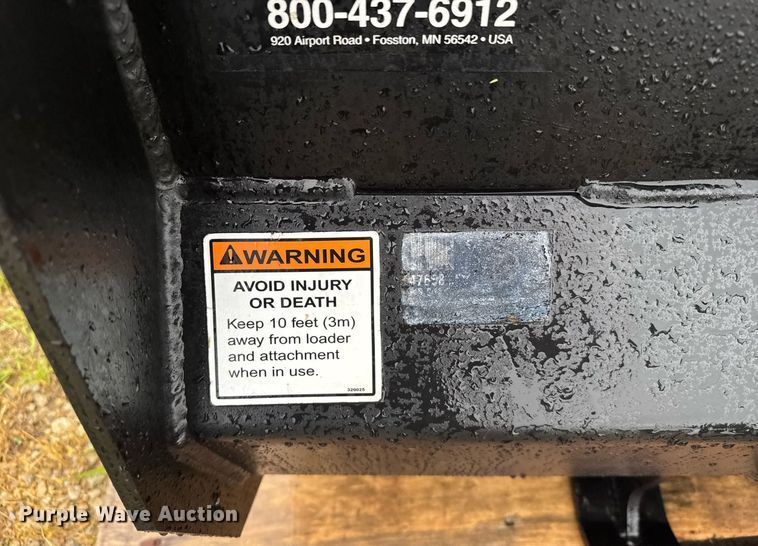 800-437-6912
920 Airport Road • Fosston, MN 56542 • USA
WARNING
AVOID INJURY
OR DEATH
Keep 10 feet (3m)
away from loader
and attachment
when in use.
320025
Purple Wave Auction